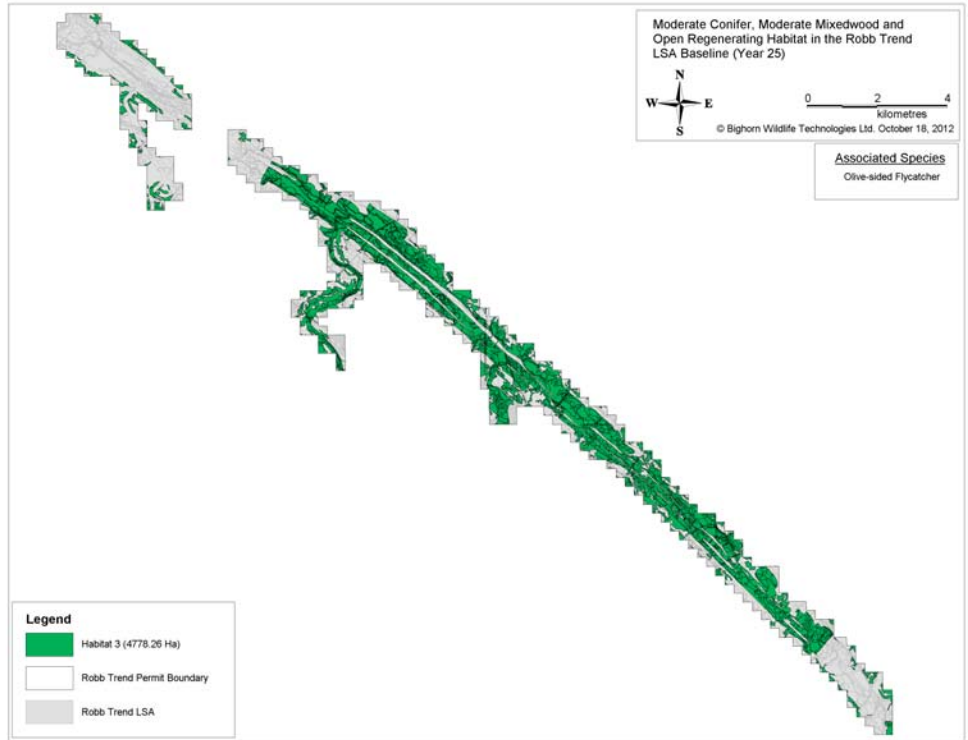 Moderate Conifer, Moderate Mixedwood and
Open Regenerating Habitat in the Robb Trend
LSA Baseline (Year 25)
N
W E
S
0 2 4
kilometres
© Bighorn Wildlife Technologies Ltd. October 18, 2012
Associated Species
Olive-sided Flycatcher
Legend
Habitat 3 (4778.26 Ha)
Robb Trend Permit Boundary
Robb Trend LSA